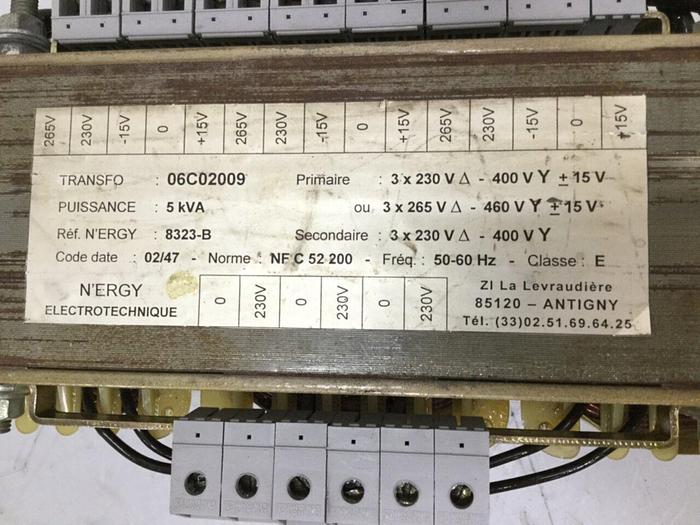 265V 230V -15V 0 +15V 265V 230V -15V 0 +15V 265V 230V -15V 0 +15V
TRANSFO : 06C02009 Primaire : 3 x 230 V Δ - 400 V Y ± 15 V
PUISSANCE : 5 kVA ou 3 x 265 V Δ - 460 V Y ± 15 V
Réf. N'ERGY : 8323-B Secondaire : 3 x 230 V Δ - 400 V Y
Code date : 02/47 - Norme : NF C 52 200 - Fréq. : 50-60 Hz - Classe : E
N'ERGY
ELECTROTECHNIQUE
0 230V 0 230V 0 230V
ZI La Levraudière
85120 – ANTIGNY
Tél. (33)02.51.69.64.25